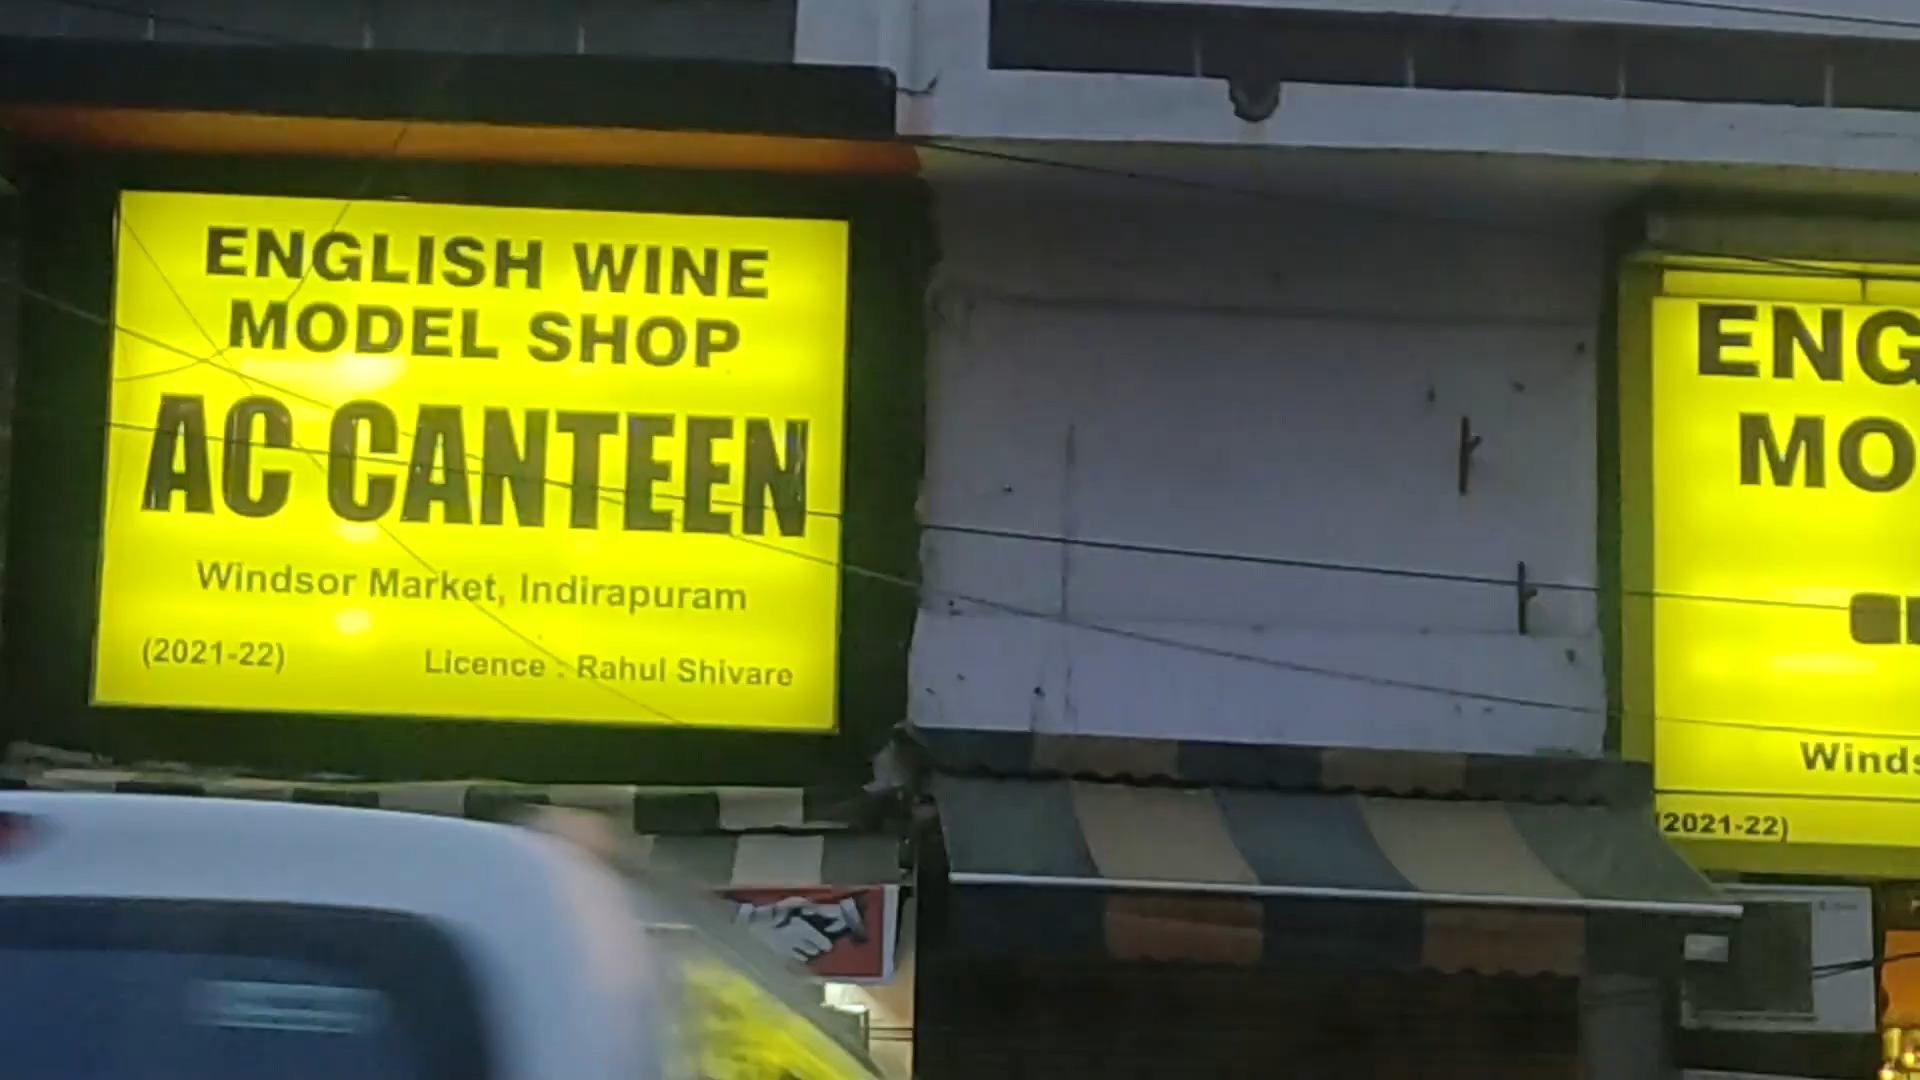 ENGLISH WINE
MODEL SHOP
AC CANTEEN
Windsor Market, Indirapuram
(2021-22) Licence : Rahul Shivare
ENG
MO
Winds
(2021-22)